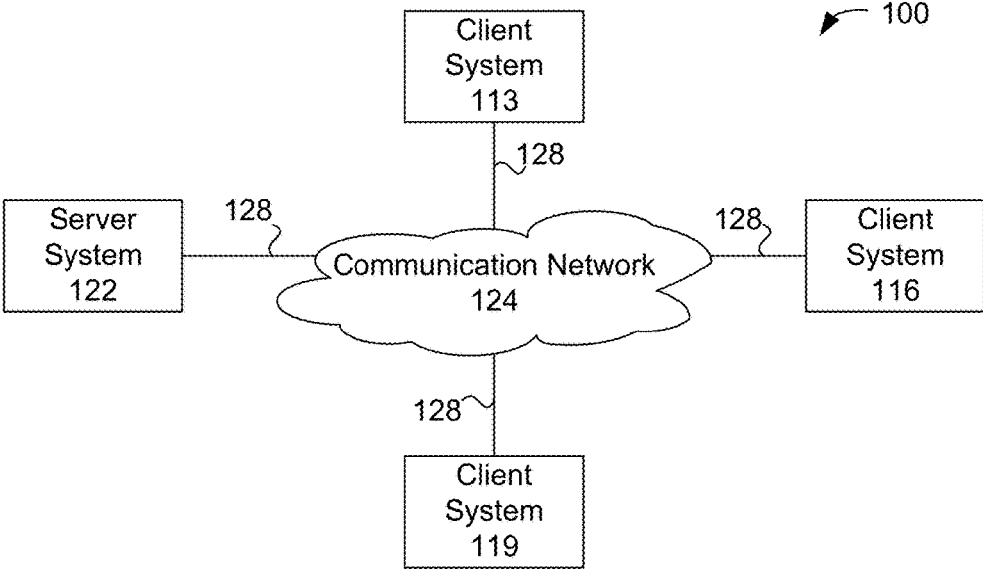 100
Client
System
113
128
Server
System
122
128
Communication Network
124
128
Client
System
116
128
Client
System
119